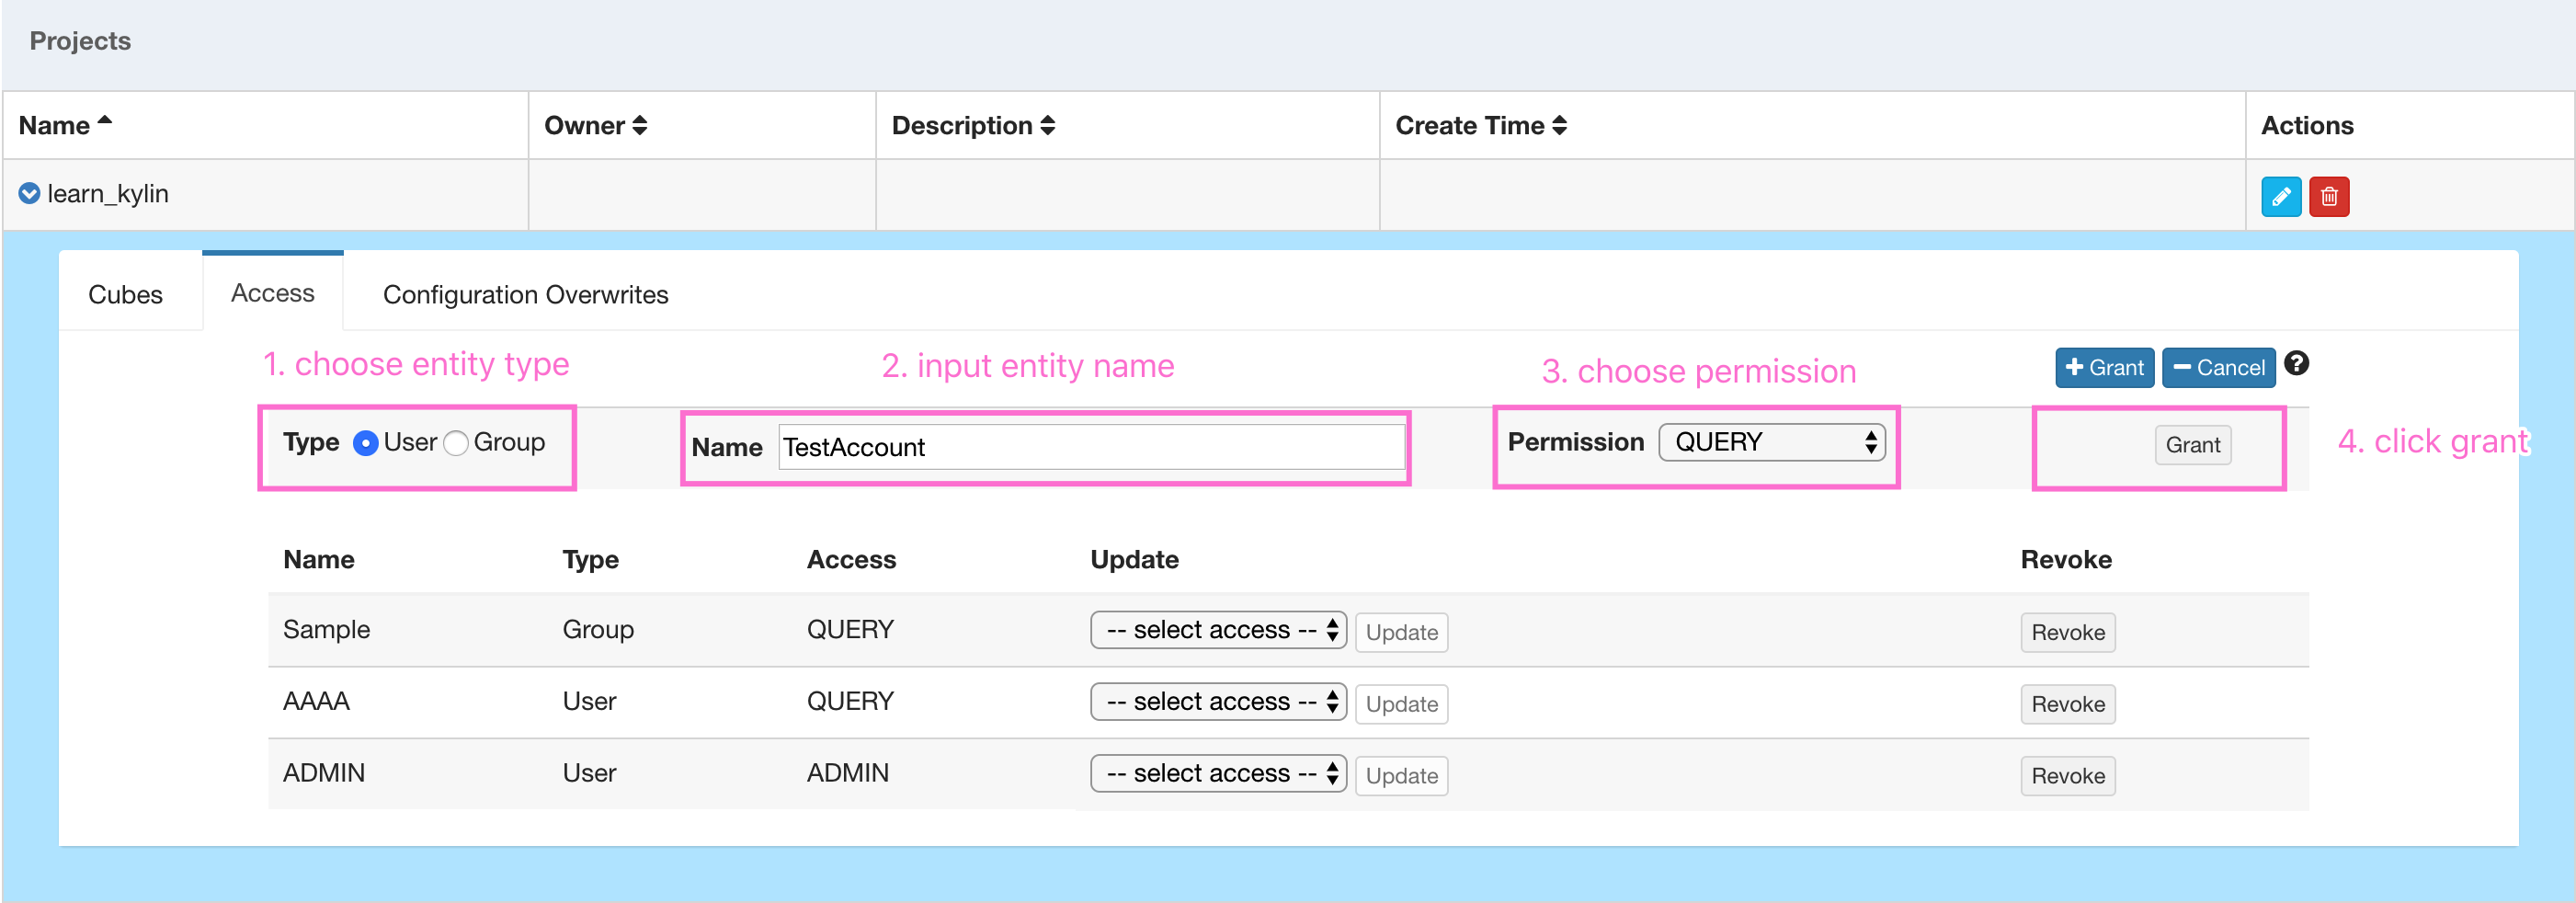 Projects
Name Owner Description Create Time Actions
learn_kylin
Cubes Access Configuration Overwrites
1. choose entity type 2. input entity name 3. choose permission + Grant − Cancel ?
Type User Group Name TestAccount Permission QUERY Grant 4. click grant
Name Type Access Update Revoke
Sample Group QUERY -- select access -- Update Revoke
AAAA User QUERY -- select access -- Update Revoke
ADMIN User ADMIN -- select access -- Update Revoke